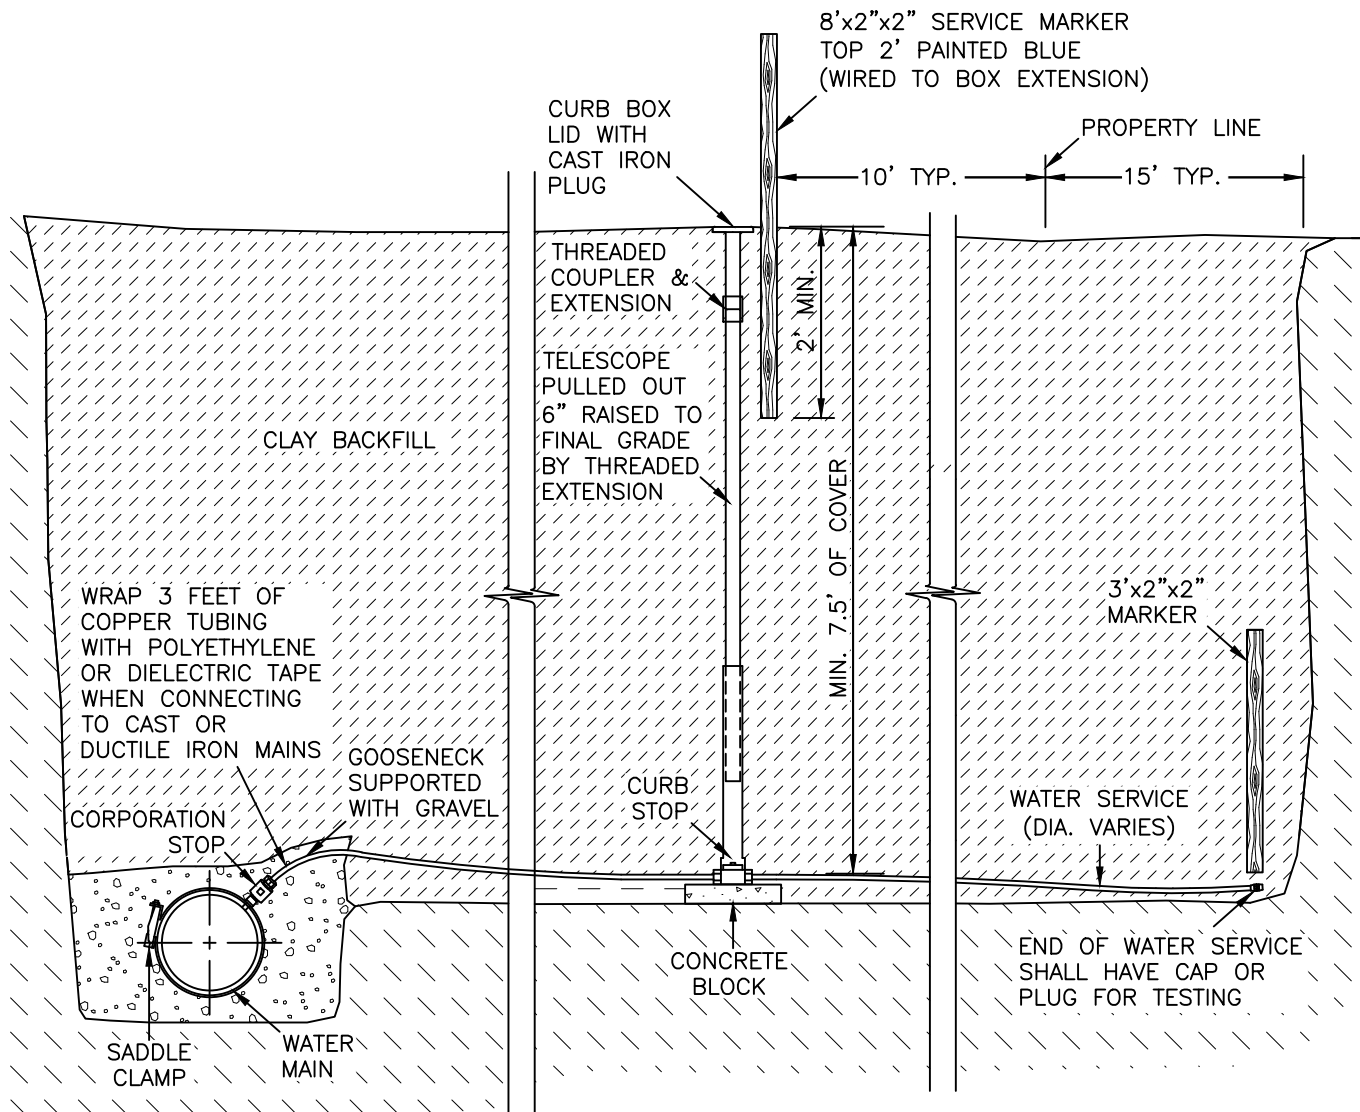 8'x2"x2" SERVICE MARKER
TOP 2' PAINTED BLUE
(WIRED TO BOX EXTENSION)
CURB BOX
LID WITH
CAST IRON
PLUG
PROPERTY LINE
10' TYP.
15' TYP.
THREADED
COUPLER &
EXTENSION
2' MIN.
TELESCOPE
PULLED OUT
6" RAISED TO
FINAL GRADE
BY THREADED
EXTENSION
CLAY BACKFILL
MIN. 7.5' OF COVER
WRAP 3 FEET OF
COPPER TUBING
WITH POLYETHYLENE
OR DIELECTRIC TAPE
WHEN CONNECTING
TO CAST OR
DUCTILE IRON MAINS
3'x2"x2"
MARKER
GOOSENECK
SUPPORTED
WITH GRAVEL
CORPORATION
STOP
CURB
STOP
WATER SERVICE
(DIA. VARIES)
CONCRETE
BLOCK
END OF WATER SERVICE
SHALL HAVE CAP OR
PLUG FOR TESTING
SADDLE
CLAMP
WATER
MAIN